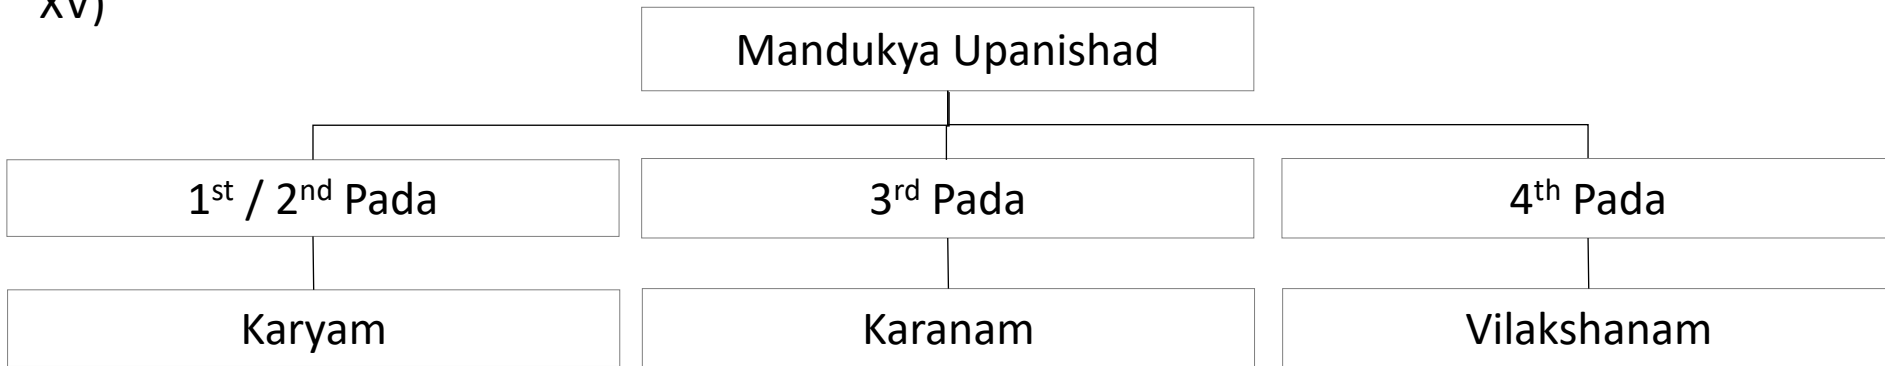 XV)
Mandukya Upanishad
1st / 2nd Pada
3rd Pada
4th Pada
Karyam
Karanam
Vilakshanam